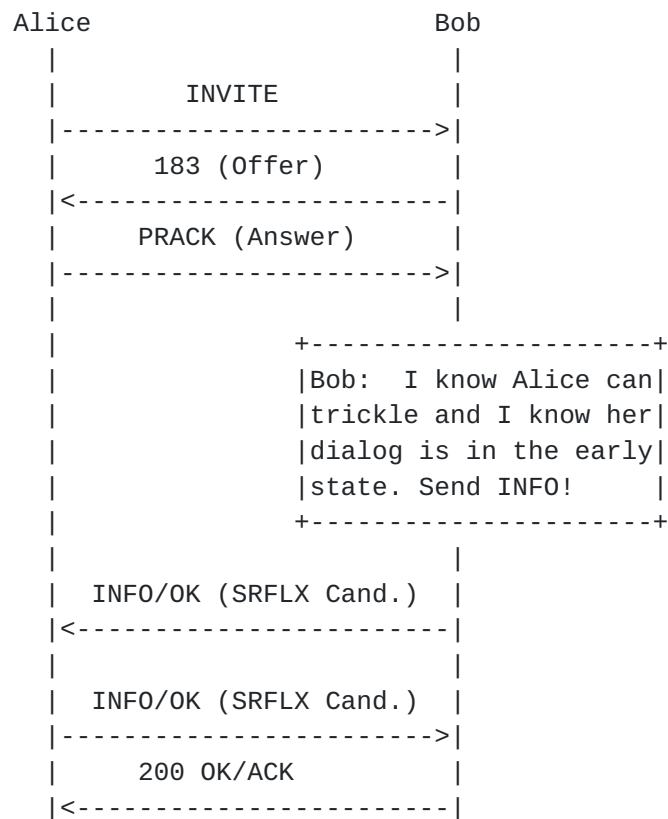 Alice Bob
INVITE
183 (Offer)
PRACK (Answer)
Bob: I know Alice can
trickle and I know her
dialog is in the early
state. Send INFO!
INFO/OK (SRFLX Cand.)
INFO/OK (SRFLX Cand.)
200 OK/ACK